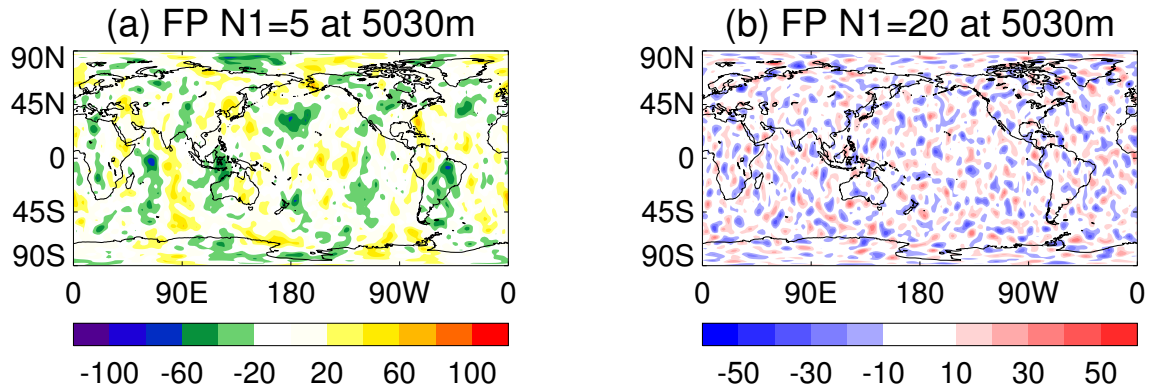 (a) FP N1=5 at 5030m
90N
45N
0
45S
90S
0 90E 180 90W 0
-100 -60 -20 20 60 100
(b) FP N1=20 at 5030m
90N
45N
0
45S
90S
0 90E 180 90W 0
-50 -30 -10 10 30 50